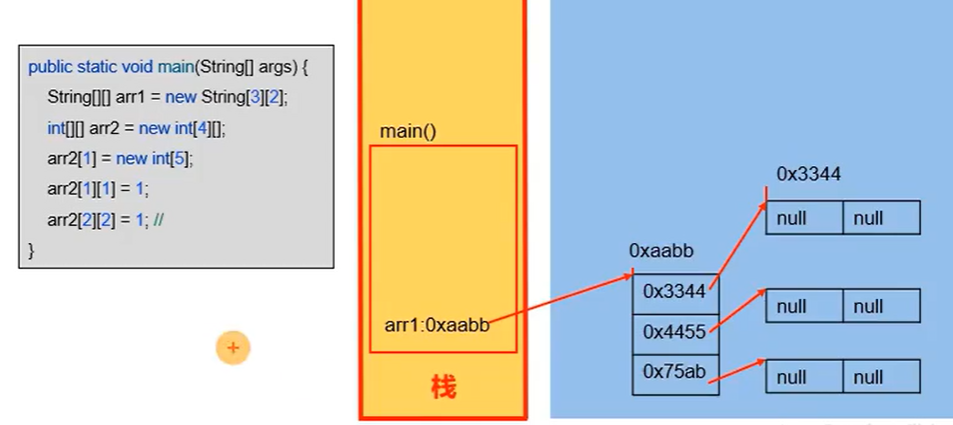 public static void main(String[] args) {
String[][] arr1 = new String[3][2];
int[][] arr2 = new int[4][];
arr2[1] = new int[5];
arr2[1][1] = 1;
arr2[2][2] = 1; //
}
main()
arr1:0xaabb
栈
0xaabb
0x3344
0x4455
0x75ab
0x3344
null null
null null
null null